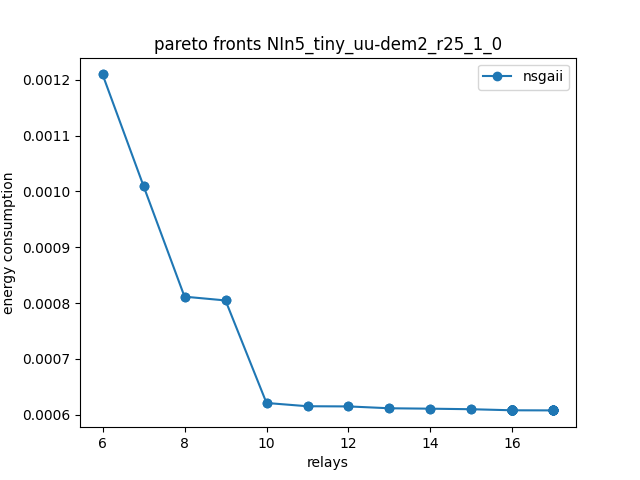 pareto fronts NIn5_tiny_uu-dem2_r25_1_0
nsgaii
0.0012
0.0011
0.0010
0.0009
0.0008
0.0007
0.0006
energy consumption
6 8 10 12 14 16
relays